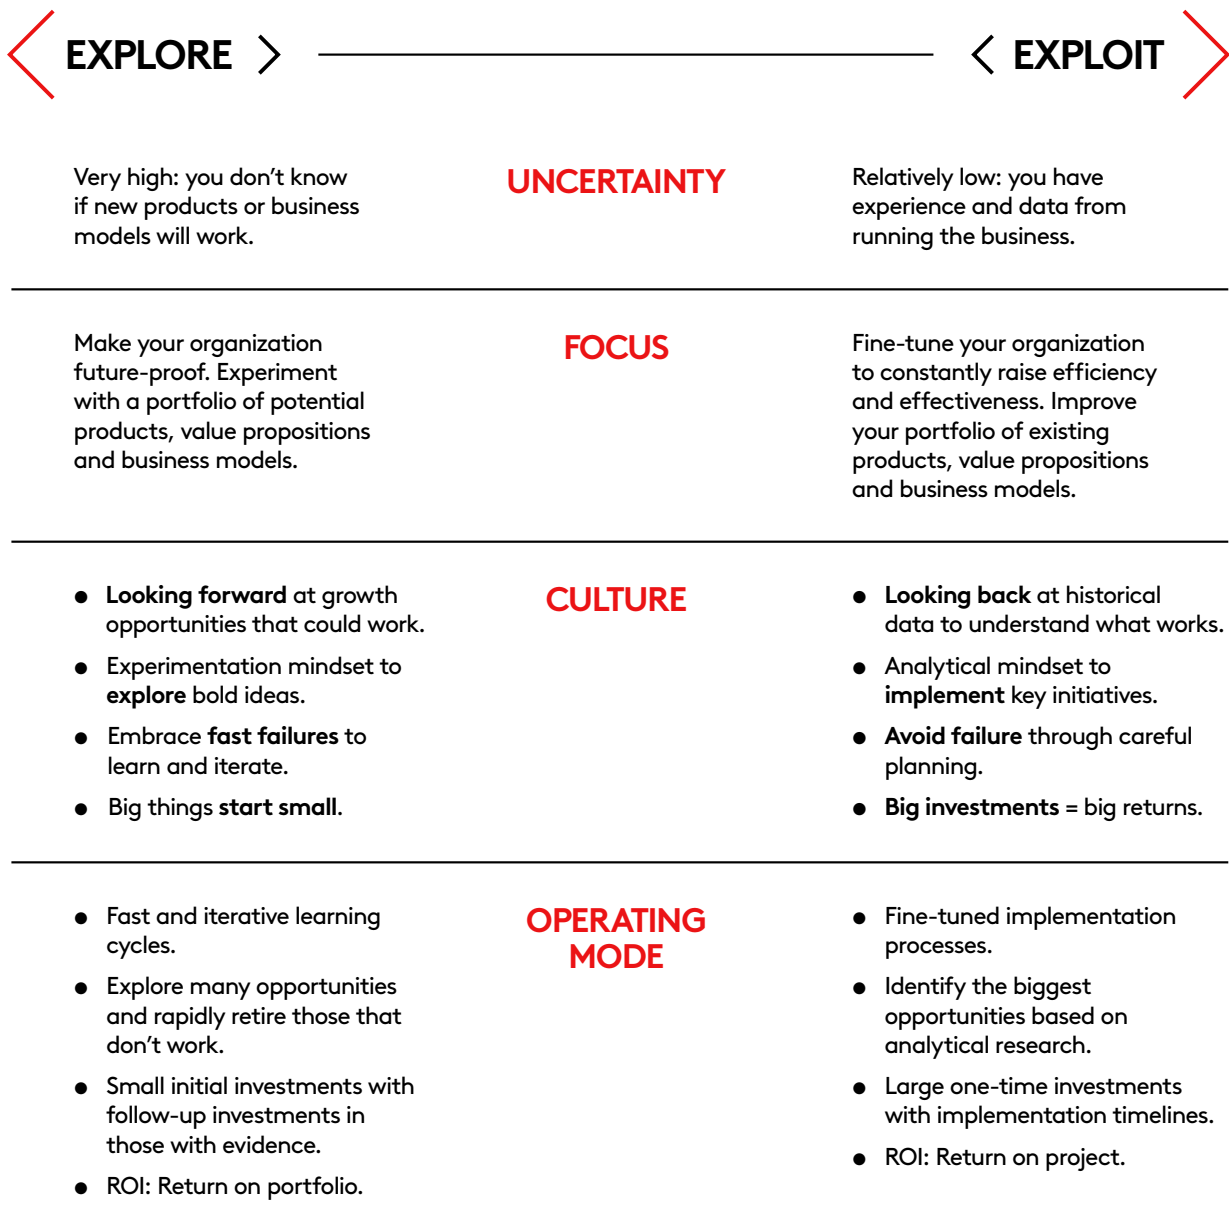 EXPLORE
EXPLOIT
Very high: you don’t know
if new products or business
models will work.
UNCERTAINTY
Relatively low: you have
experience and data from
running the business.
Make your organization
future-proof. Experiment
with a portfolio of potential
products, value propositions
and business models.
FOCUS
Fine-tune your organization
to constantly raise efficiency
and effectiveness. Improve
your portfolio of existing
products, value propositions
and business models.
● Looking forward at growth
opportunities that could work.
● Experimentation mindset to
explore bold ideas.
● Embrace fast failures to
learn and iterate.
● Big things start small.
CULTURE
● Looking back at historical
data to understand what works.
● Analytical mindset to
implement key initiatives.
● Avoid failure through careful
planning.
● Big investments = big returns.
● Fast and iterative learning
cycles.
● Explore many opportunities
and rapidly retire those that
don’t work.
● Small initial investments with
follow-up investments in
those with evidence.
● ROI: Return on portfolio.
OPERATING
MODE
● Fine-tuned implementation
processes.
● Identify the biggest
opportunities based on
analytical research.
● Large one-time investments
with implementation timelines.
● ROI: Return on project.